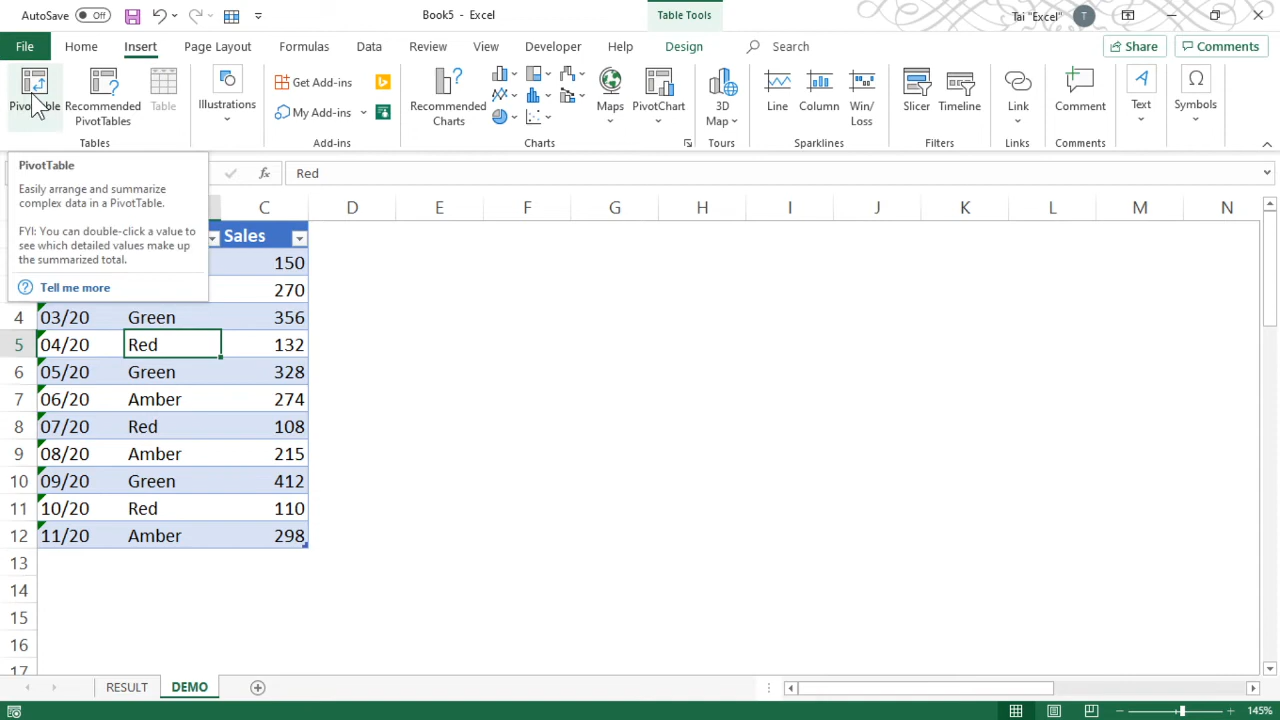 AutoSave Off
Book5 - Excel
Table Tools
Tai "Excel" T
File Home Insert Page Layout Formulas Data Review View Developer Help Design Search Share Comments
PivotTable
Recommended PivotTables
Table
Tables
Illustrations
Get Add-ins
My Add-ins
Add-ins
Recommended Charts
Maps
PivotChart
Charts
3D Map
Tours
Line
Column
Win/Loss
Sparklines
Slicer
Timeline
Filters
Link
Links
Comment
Comments
Text
Symbols
PivotTable
Easily arrange and summarize
complex data in a PivotTable.
FYI: You can double-click a value to
see which detailed values make up
the summarized total.
Tell me more
Red
C D E F G H I J K L M N
Sales
150
270
4 03/20 Green 356
5 04/20 Red 132
6 05/20 Green 328
7 06/20 Amber 274
8 07/20 Red 108
9 08/20 Amber 215
10 09/20 Green 412
11 10/20 Red 110
12 11/20 Amber 298
13
14
15
16
17
RESULT DEMO
145%